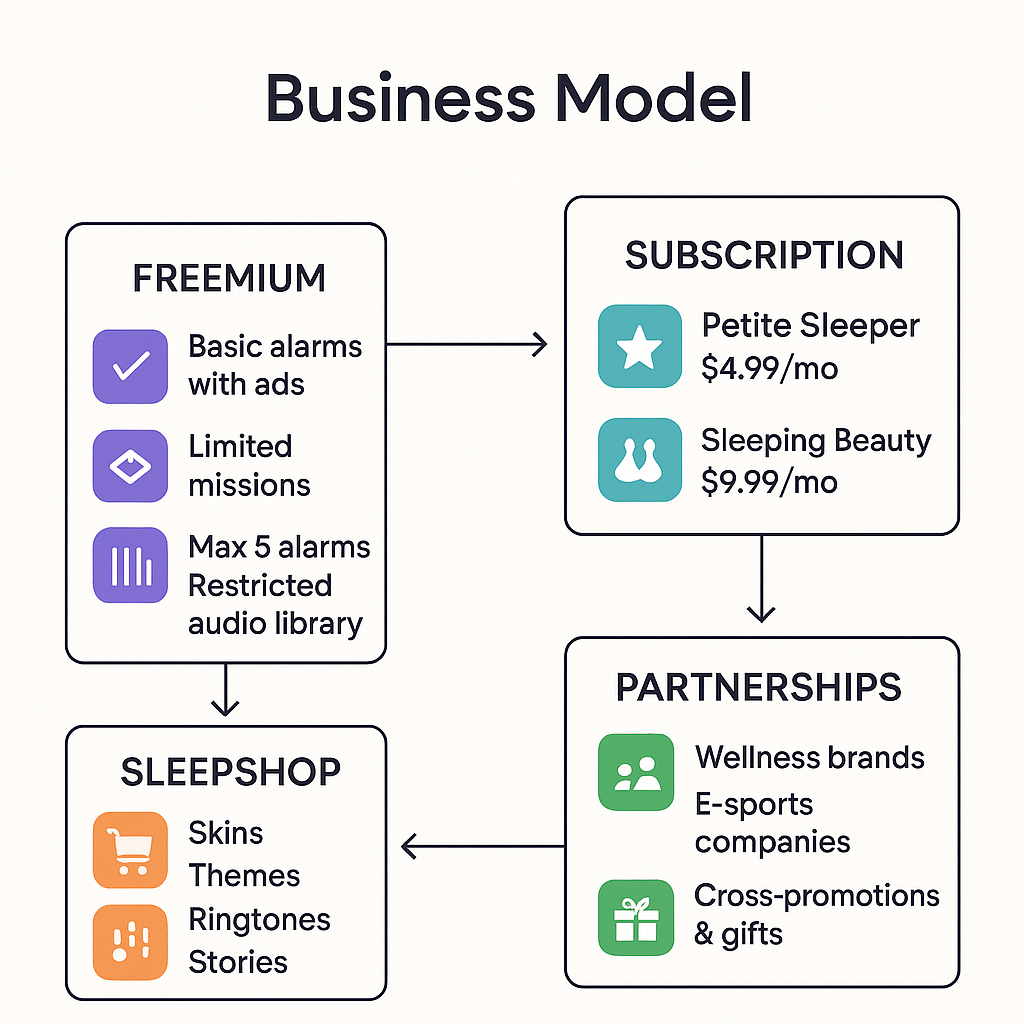 Business Model
FREEMIUM
Basic alarms
with ads
Limited
missions
Max 5 alarms
Restricted
audio library
SUBSCRIPTION
Petite Sleeper
$4.99/mo
Sleeping Beauty
$9.99/mo
SLEEPSHOP
Skins
Themes
Ringtones
Stories
PARTNERSHIPS
Wellness brands
E-sports
companies
Cross-promotions
& gifts